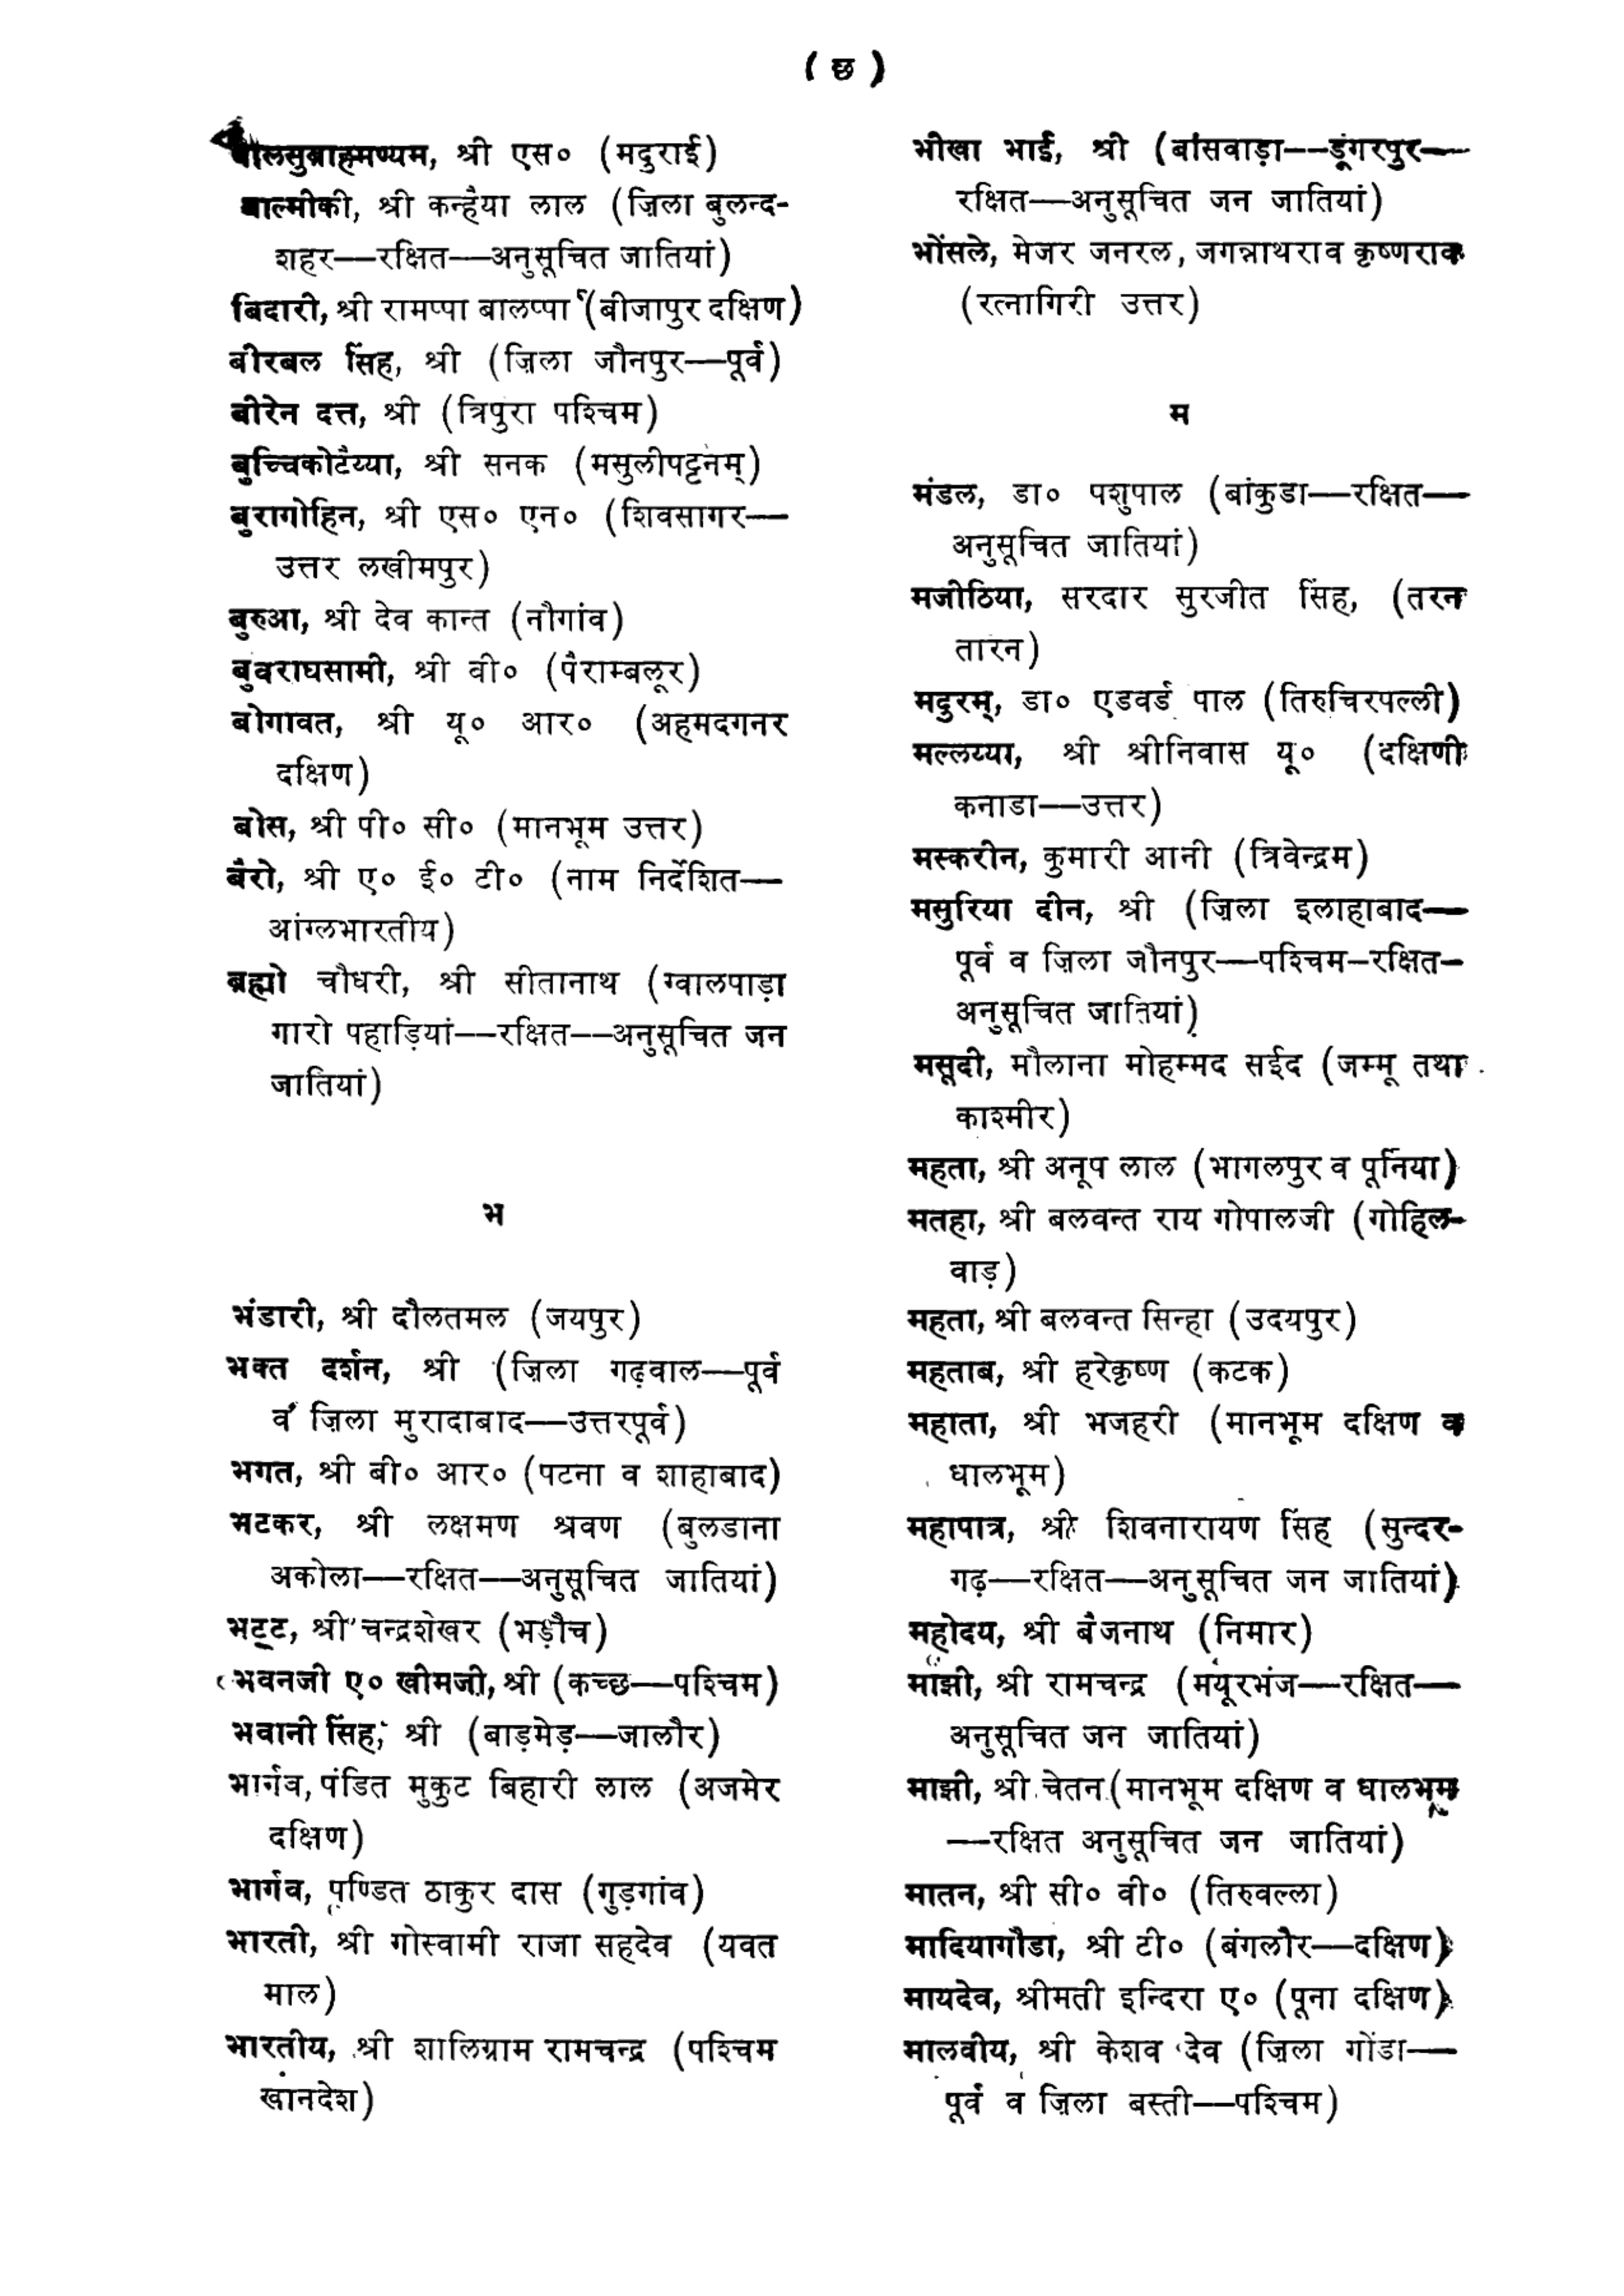 ( छ )
बालसुब्राह्मण्यम, श्री एस० (मदुराई)
बाल्मीकी, श्री कन्हैया लाल (ज़िला बुलन्द-
शहर——रक्षित——अनुसूचित जातियां)
बिदारी, श्री रामप्पा बालप्पा (बीजापुर दक्षिण)
बीरबल सिंह, श्री (ज़िला जौनपुर——पूर्व)
बीरेन दत्त, श्री (त्रिपुरा पश्चिम)
बुच्चिकोटैय्या, श्री सनक (मसुलीपट्टनम्)
बुरागोहिन, श्री एस० एन० (शिवसागर——
उत्तर लखीमपुर)
बुरुआ, श्री देव कान्त (नौगांव)
बुवराघसामी, श्री वी० (पैराम्बलूर)
बोगावत, श्री यू० आर० (अहमदगनर
दक्षिण)
बोस, श्री पी० सी० (मानभूम उत्तर)
बैरो, श्री ए० ई० टी० (नाम निर्देशित——
आंग्लभारतीय)
ब्रह्मो चौधरी, श्री सीतानाथ (ग्वालपाड़ा
गारो पहाड़ियां——रक्षित——अनुसूचित जन
जातियां)
भ
भंडारी, श्री दौलतमल (जयपुर)
भक्त दर्शन, श्री (ज़िला गढ़वाल——पूर्व
व ज़िला मुरादाबाद——उत्तरपूर्व)
भगत, श्री बी० आर० (पटना व शाहाबाद)
भटकर, श्री लक्षमण श्रवण (बुलडाना
अकोला——रक्षित——अनुसूचित जातियां)
भट्ट, श्री चन्द्रशेखर (भड़ौच)
भवनजी ए० खीमजी, श्री (कच्छ——पश्चिम)
भवानी सिंह, श्री (बाड़मेड़——जालौर)
भार्गव, पंडित मुकुट बिहारी लाल (अजमेर
दक्षिण)
भार्गव, पण्डित ठाकुर दास (गुड़गांव)
भारती, श्री गोस्वामी राजा सहदेव (यवत
माल)
भारतीय, श्री शालिग्राम रामचन्द्र (पश्चिम
खानदेश)
भीखा भाई, श्री (बांसवाड़ा——डूंगरपुर——
रक्षित——अनुसूचित जन जातियां)
भोंसले, मेजर जनरल, जगन्नाथराव कृष्णराव
(रत्नागिरी उत्तर)
म
मंडल, डा० पशुपाल (बांकुडा——रक्षित——
अनुसूचित जातियां)
मजीठिया, सरदार सुरजीत सिंह, (तरन
तारन)
मदुरम्, डा० एडवर्ड पाल (तिरुचिरपल्ली)
मल्लय्या, श्री श्रीनिवास यू० (दक्षिणी
कनाडा——उत्तर)
मस्करीन, कुमारी आनी (त्रिवेन्द्रम)
मसुरिया दीन, श्री (ज़िला इलाहाबाद——
पूर्व व ज़िला जौनपुर——पश्चिम–रक्षित–
अनुसूचित जातियां)
मसूदी, मौलाना मोहम्मद सईद (जम्मू तथा
काश्मीर)
महता, श्री अनूप लाल (भागलपुर व पूर्निया)
मतहा, श्री बलवन्त राय गोपालजी (गोहिल-
वाड़)
महता, श्री बलवन्त सिन्हा (उदयपुर)
महताब, श्री हरेकृष्ण (कटक)
महाता, श्री भजहरी (मानभूम दक्षिण व
धालभूम)
महापात्र, श्री शिवनारायण सिंह (सुन्दर-
गढ़——रक्षित——अनुसूचित जन जातियां)
महोदय, श्री बैजनाथ (निमार)
मांझी, श्री रामचन्द्र (मयूरभंज——रक्षित——
अनुसूचित जन जातियां)
माझी, श्री चेतन (मानभूम दक्षिण व धालभूम
——रक्षित अनुसूचित जन जातियां)
मातन, श्री सी० वी० (तिरुवल्ला)
मादियागौडा, श्री टी० (बंगलौर——दक्षिण)
मायदेव, श्रीमती इन्दिरा ए० (पूना दक्षिण)
मालवीय, श्री केशव देव (ज़िला गोंडा——
पूर्व व ज़िला बस्ती——पश्चिम)